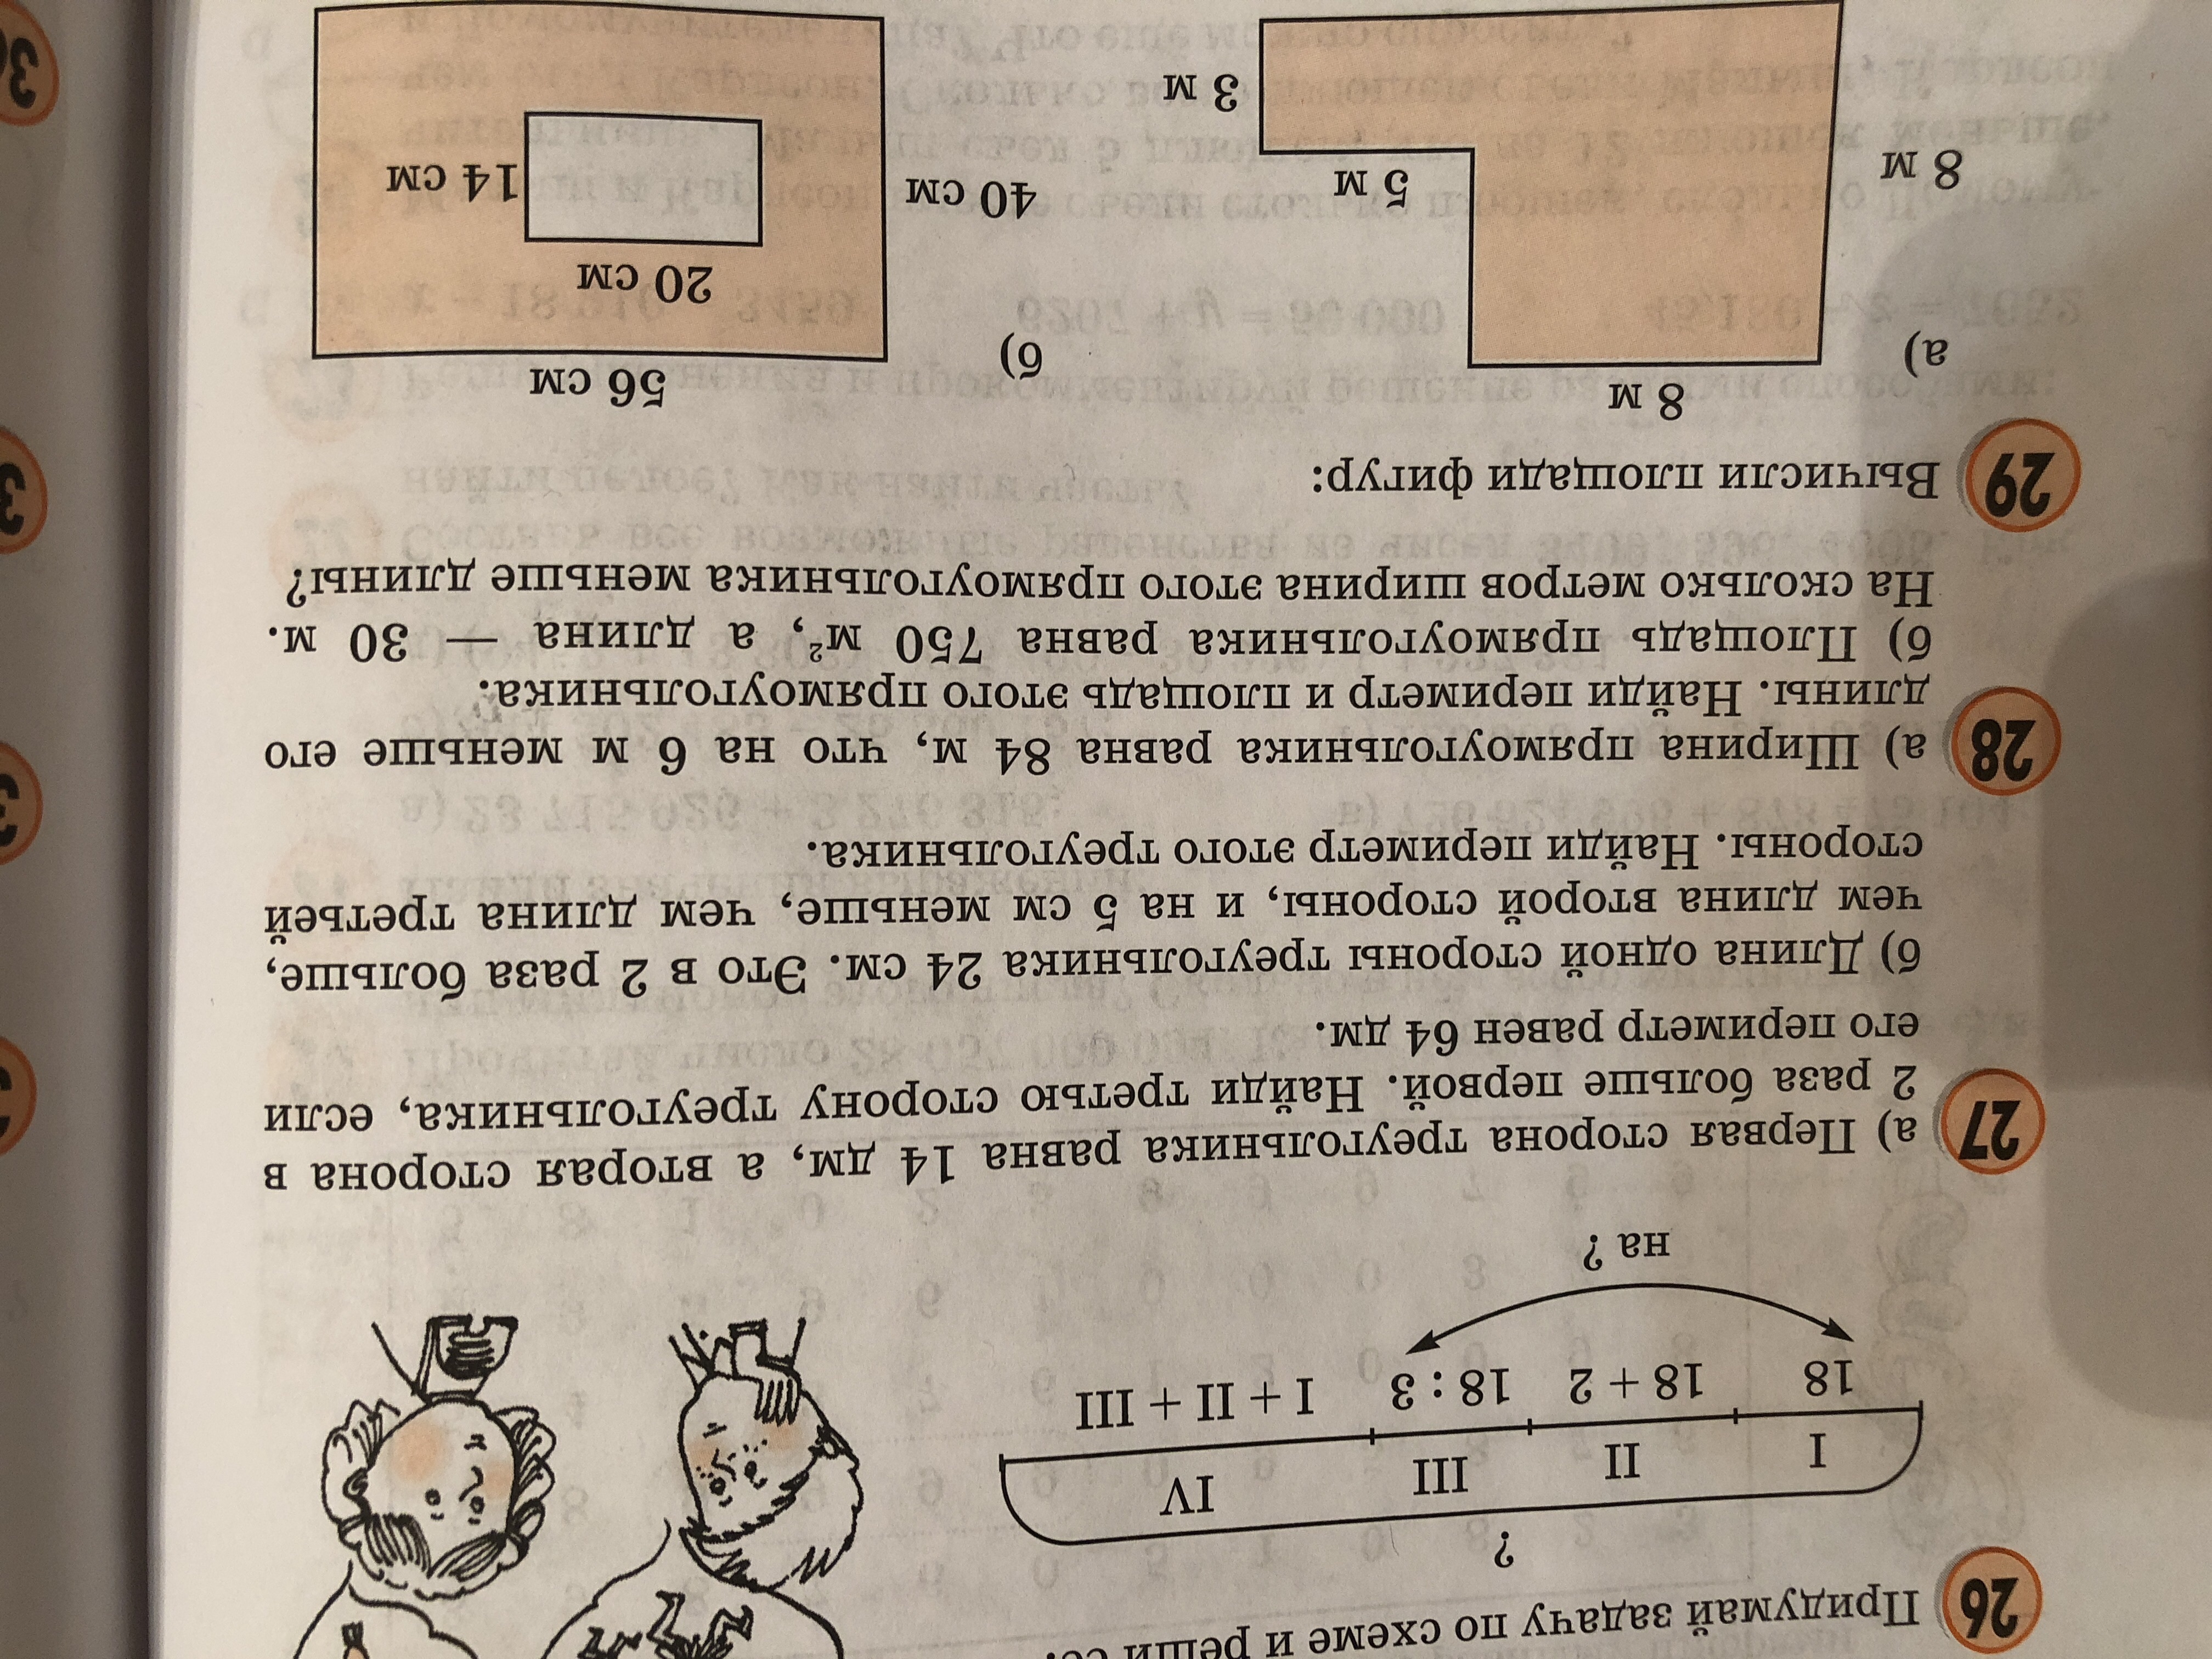 26 Придумай задачу по схеме и реши её.
?
I II III IV
18 18 + 2 18 : 3 I + II + III
на ?
27 а) Первая сторона треугольника равна 14 дм, а вторая сторона в
2 раза больше первой. Найди третью сторону треугольника, если
его периметр равен 64 дм.
б) Длина одной стороны треугольника 24 см. Это в 2 раза больше,
чем длина второй стороны, и на 5 см меньше, чем длина третьей
стороны. Найди периметр этого треугольника.
28 а) Ширина прямоугольника равна 84 м, что на 6 м меньше его
длины. Найди периметр и площадь этого прямоугольника.
б) Площадь прямоугольника равна 750 м², а длина — 30 м.
На сколько метров ширина этого прямоугольника меньше длины?
29 Вычисли площади фигур:
а)
8 м
8 м
5 м
3 м
б)
56 см
40 см
20 см
14 см